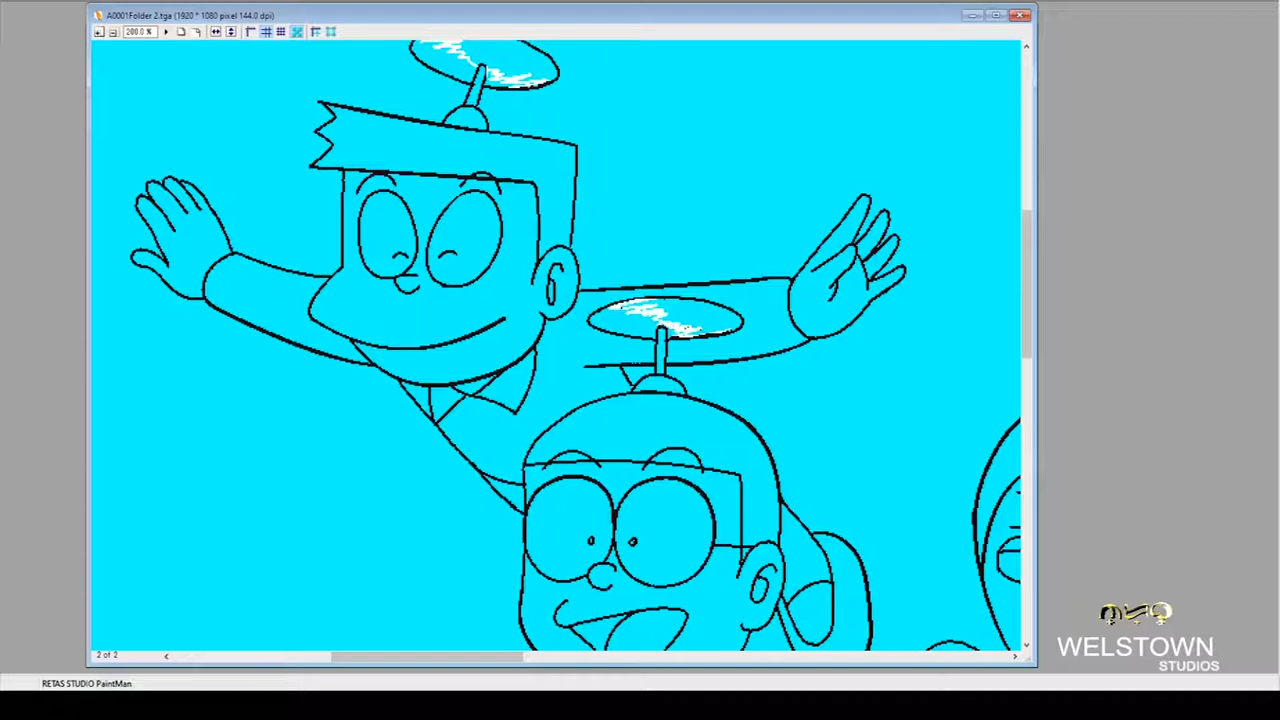 A0001Folder 2.tga (1920 * 1080 pixel 144.0 dpi)
200.0 %
2 of 2
WELSTOWN
STUDIOS
RETAS STUDIO PaintMan